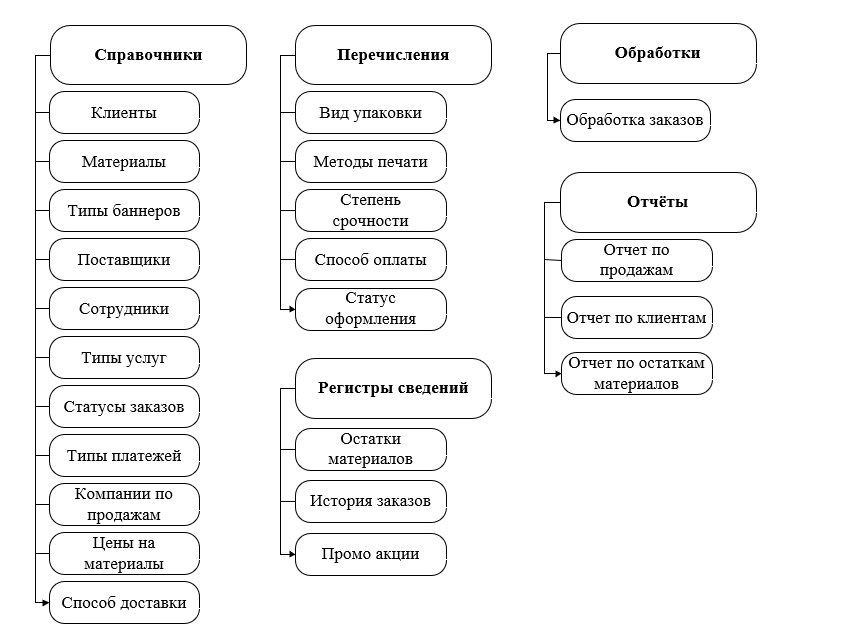 Справочники
Клиенты
Материалы
Типы баннеров
Поставщики
Сотрудники
Типы услуг
Статусы заказов
Типы платежей
Компании по
продажам
Цены на
материалы
Способ доставки
Перечисления
Вид упаковки
Методы печати
Степень
срочности
Способ оплаты
Статус
оформления
Регистры сведений
Остатки
материалов
История заказов
Промо акции
Обработки
Обработка заказов
Отчёты
Отчет по
продажам
Отчет по клиентам
Отчет по остаткам
материалов